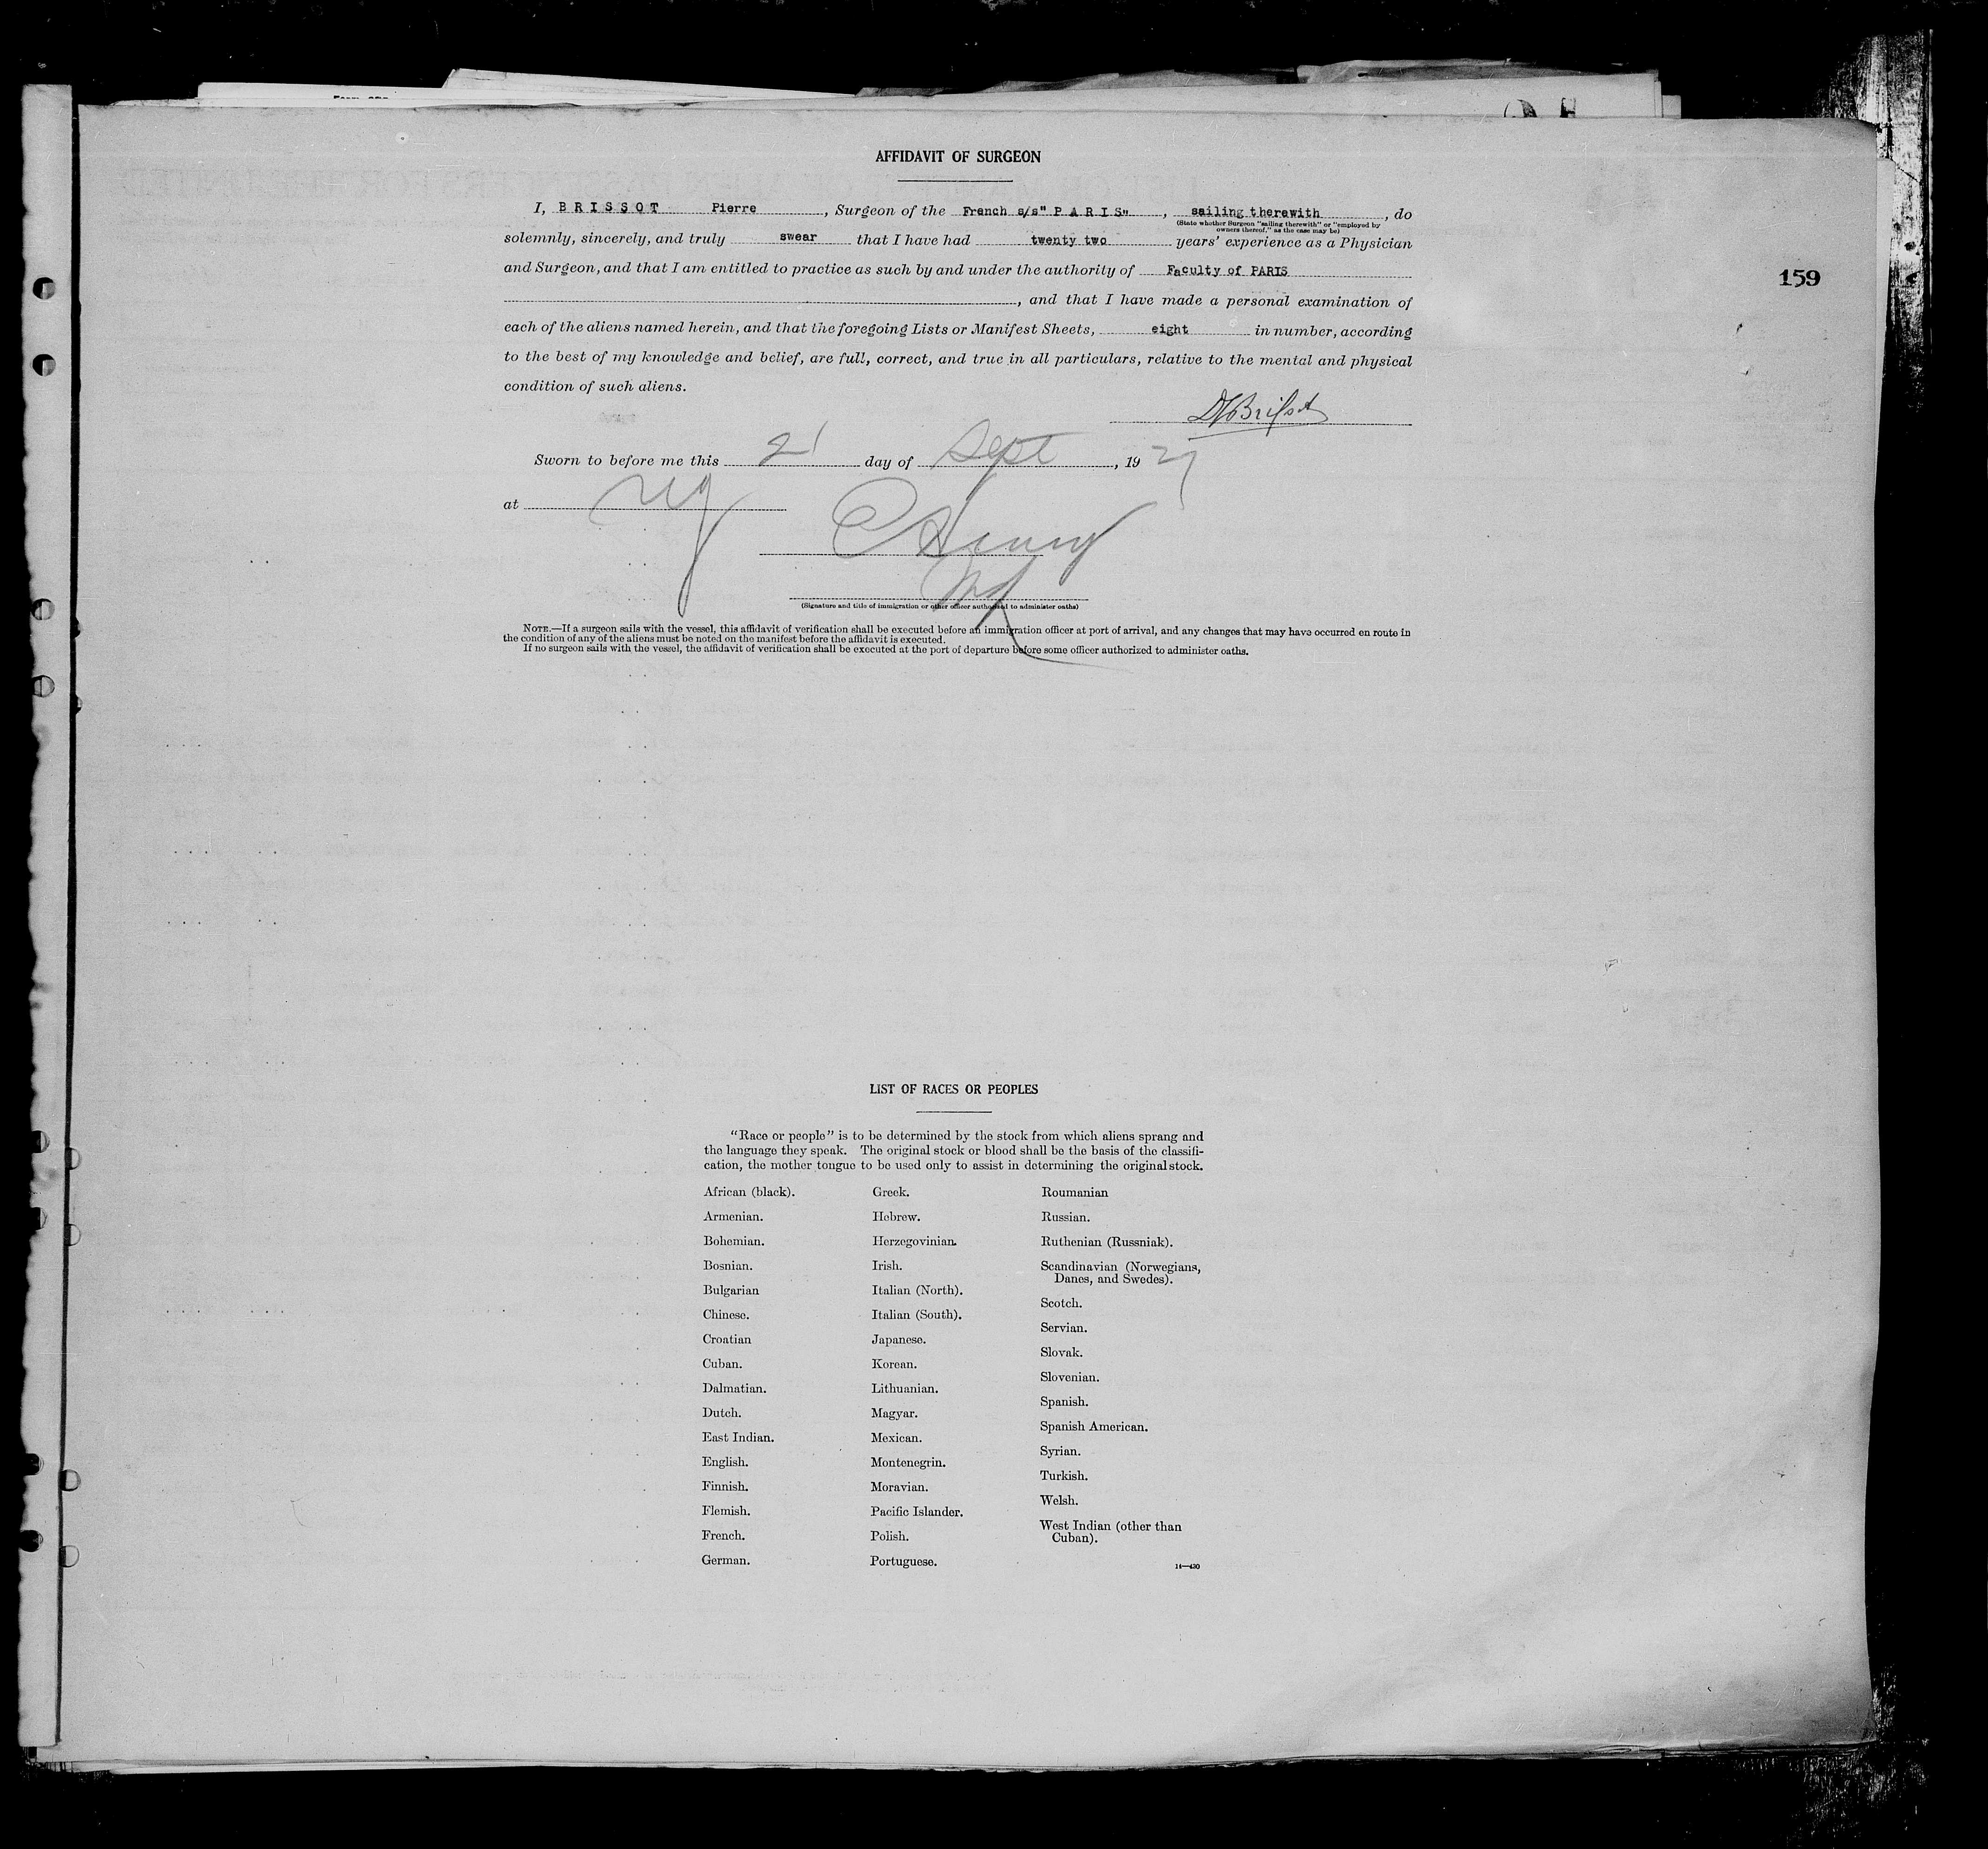 AFFIDAVIT OF SURGEON
I, BRISSOT Pierre, Surgeon of the French s/s" PARIS", sailing therewith, do
(State whether Surgeon "sailing therewith" or "employed by
owners thereof," as the case may be)
solemnly, sincerely, and truly swear that I have had twenty two years' experience as a Physician
and Surgeon, and that I am entitled to practice as such by and under the authority of Faculty of PARIS
159
, and that I have made a personal examination of
each of the aliens named herein, and that the foregoing Lists or Manifest Sheets, eight in number, according
to the best of my knowledge and belief, are full, correct, and true in all particulars, relative to the mental and physical
condition of such aliens.
Sworn to before me this 21 day of Sept, 1927
at NY
(Signature and title of immigration or other officer authorized to administer oaths)
NOTE.—If a surgeon sails with the vessel, this affidavit of verification shall be executed before an immigration officer at port of arrival, and any changes that may have occurred en route in
the condition of any of the aliens must be noted on the manifest before the affidavit is executed.
If no surgeon sails with the vessel, the affidavit of verification shall be executed at the port of departure before some officer authorized to administer oaths.
LIST OF RACES OR PEOPLES
"Race or people" is to be determined by the stock from which aliens sprang and
the language they speak. The original stock or blood shall be the basis of the classifi-
cation, the mother tongue to be used only to assist in determining the original stock.
African (black).
Armenian.
Bohemian.
Bosnian.
Bulgarian
Chinese.
Croatian
Cuban.
Dalmatian.
Dutch.
East Indian.
English.
Finnish.
Flemish.
French.
German.
Greek.
Hebrew.
Herzegovinian.
Irish.
Italian (North).
Italian (South).
Japanese.
Korean.
Lithuanian.
Magyar.
Mexican.
Montenegrin.
Moravian.
Pacific Islander.
Polish.
Portuguese.
Roumanian
Russian.
Ruthenian (Russniak).
Scandinavian (Norwegians,
Danes, and Swedes).
Scotch.
Servian.
Slovak.
Slovenian.
Spanish.
Spanish American.
Syrian.
Turkish.
Welsh.
West Indian (other than
Cuban).
14—430